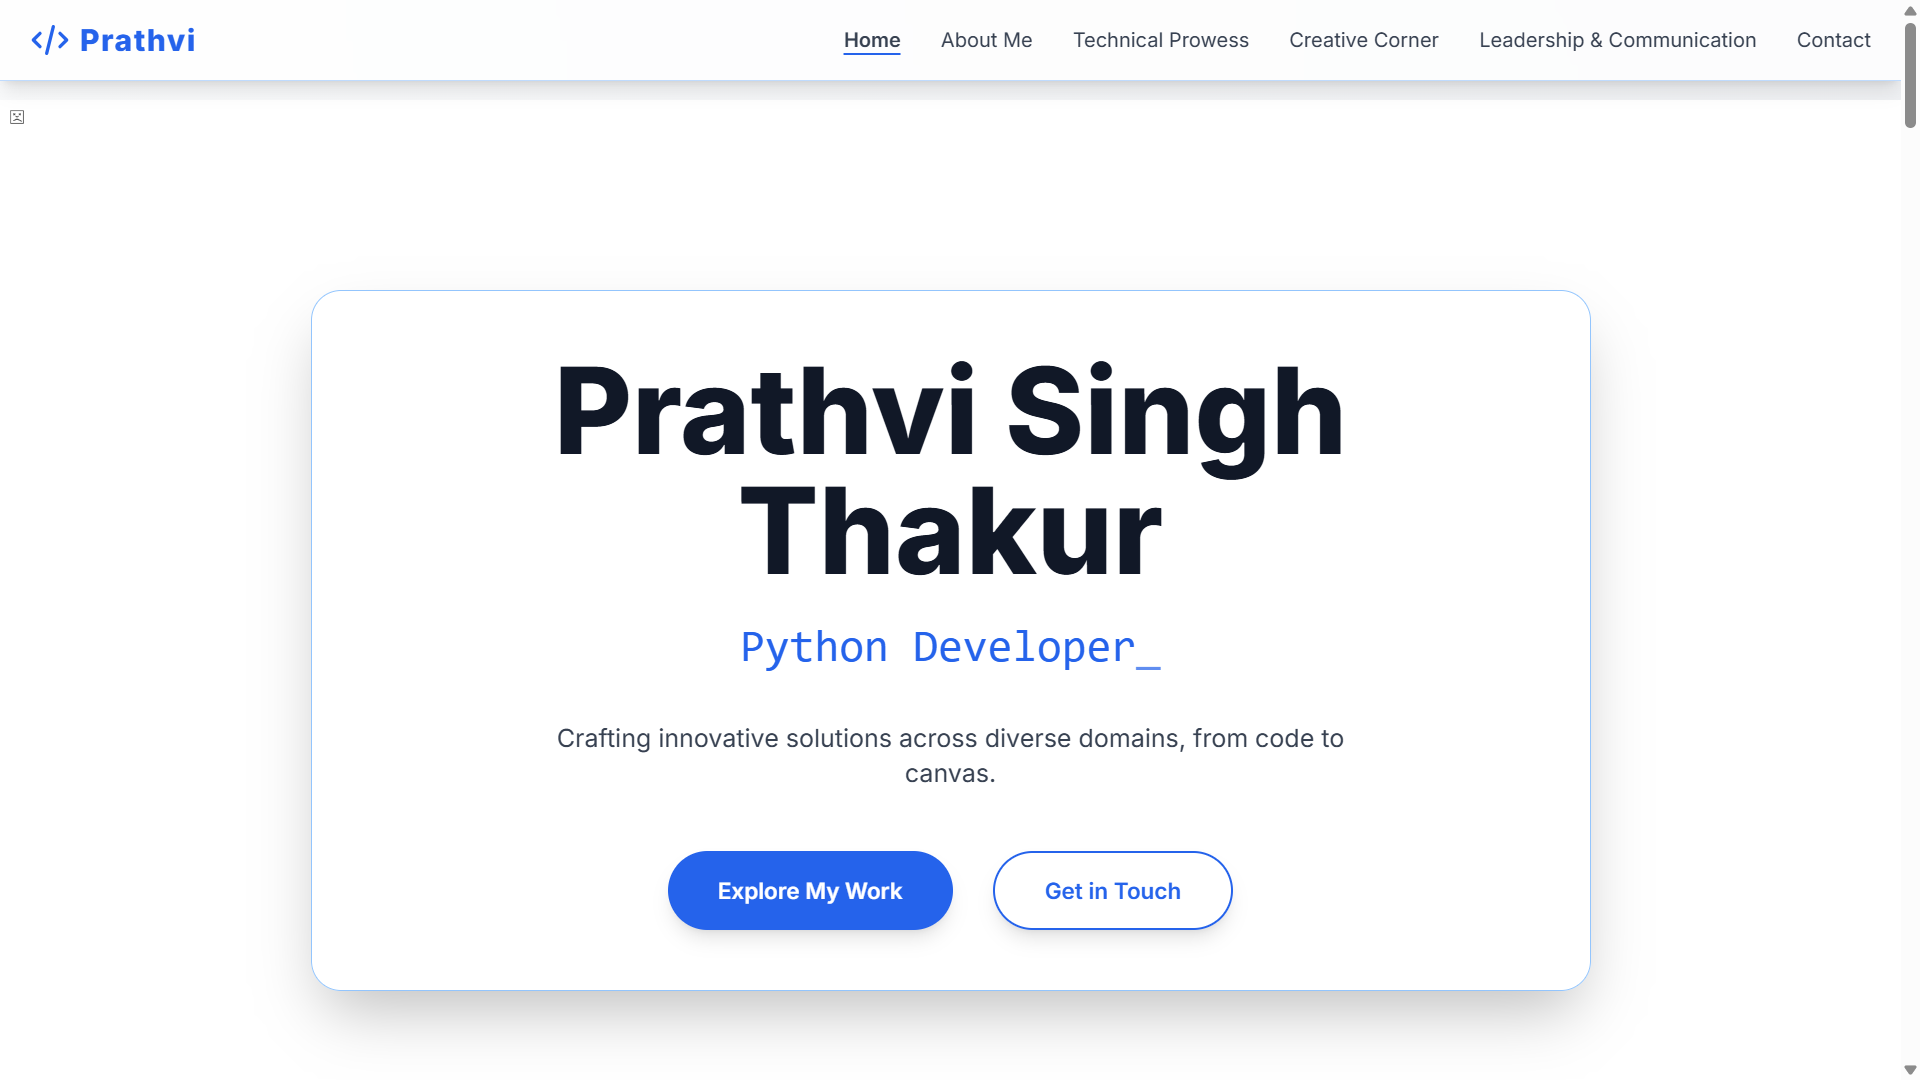 </> Prathvi
Home About Me Technical Prowess Creative Corner Leadership & Communication Contact
Prathvi Singh
Thakur
Python Developer_
Crafting innovative solutions across diverse domains, from code to
canvas.
Explore My Work
Get in Touch